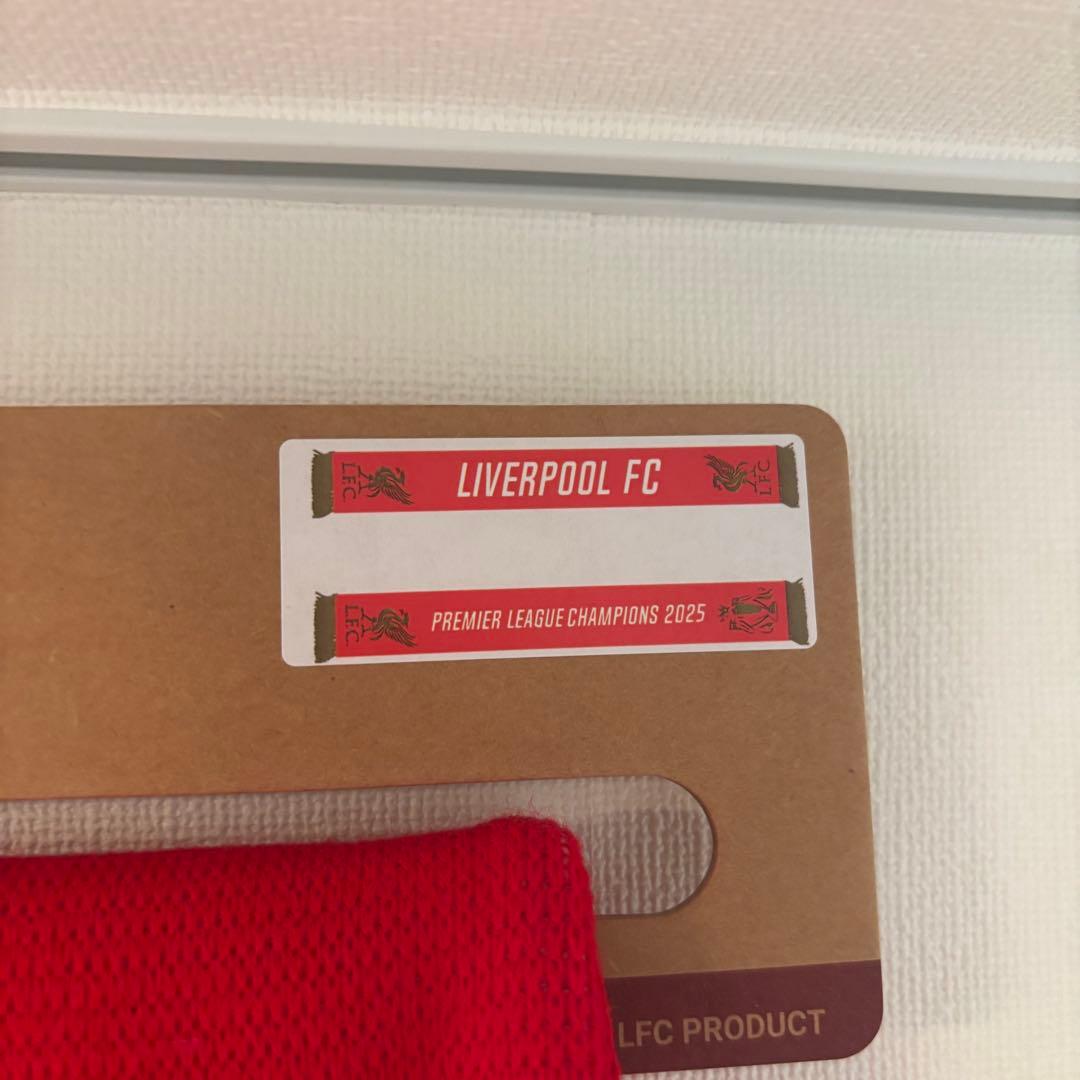 LFC LIVERPOOL FC LFC
LFC PREMIER LEAGUE CHAMPIONS 2025
LFC PRODUCT